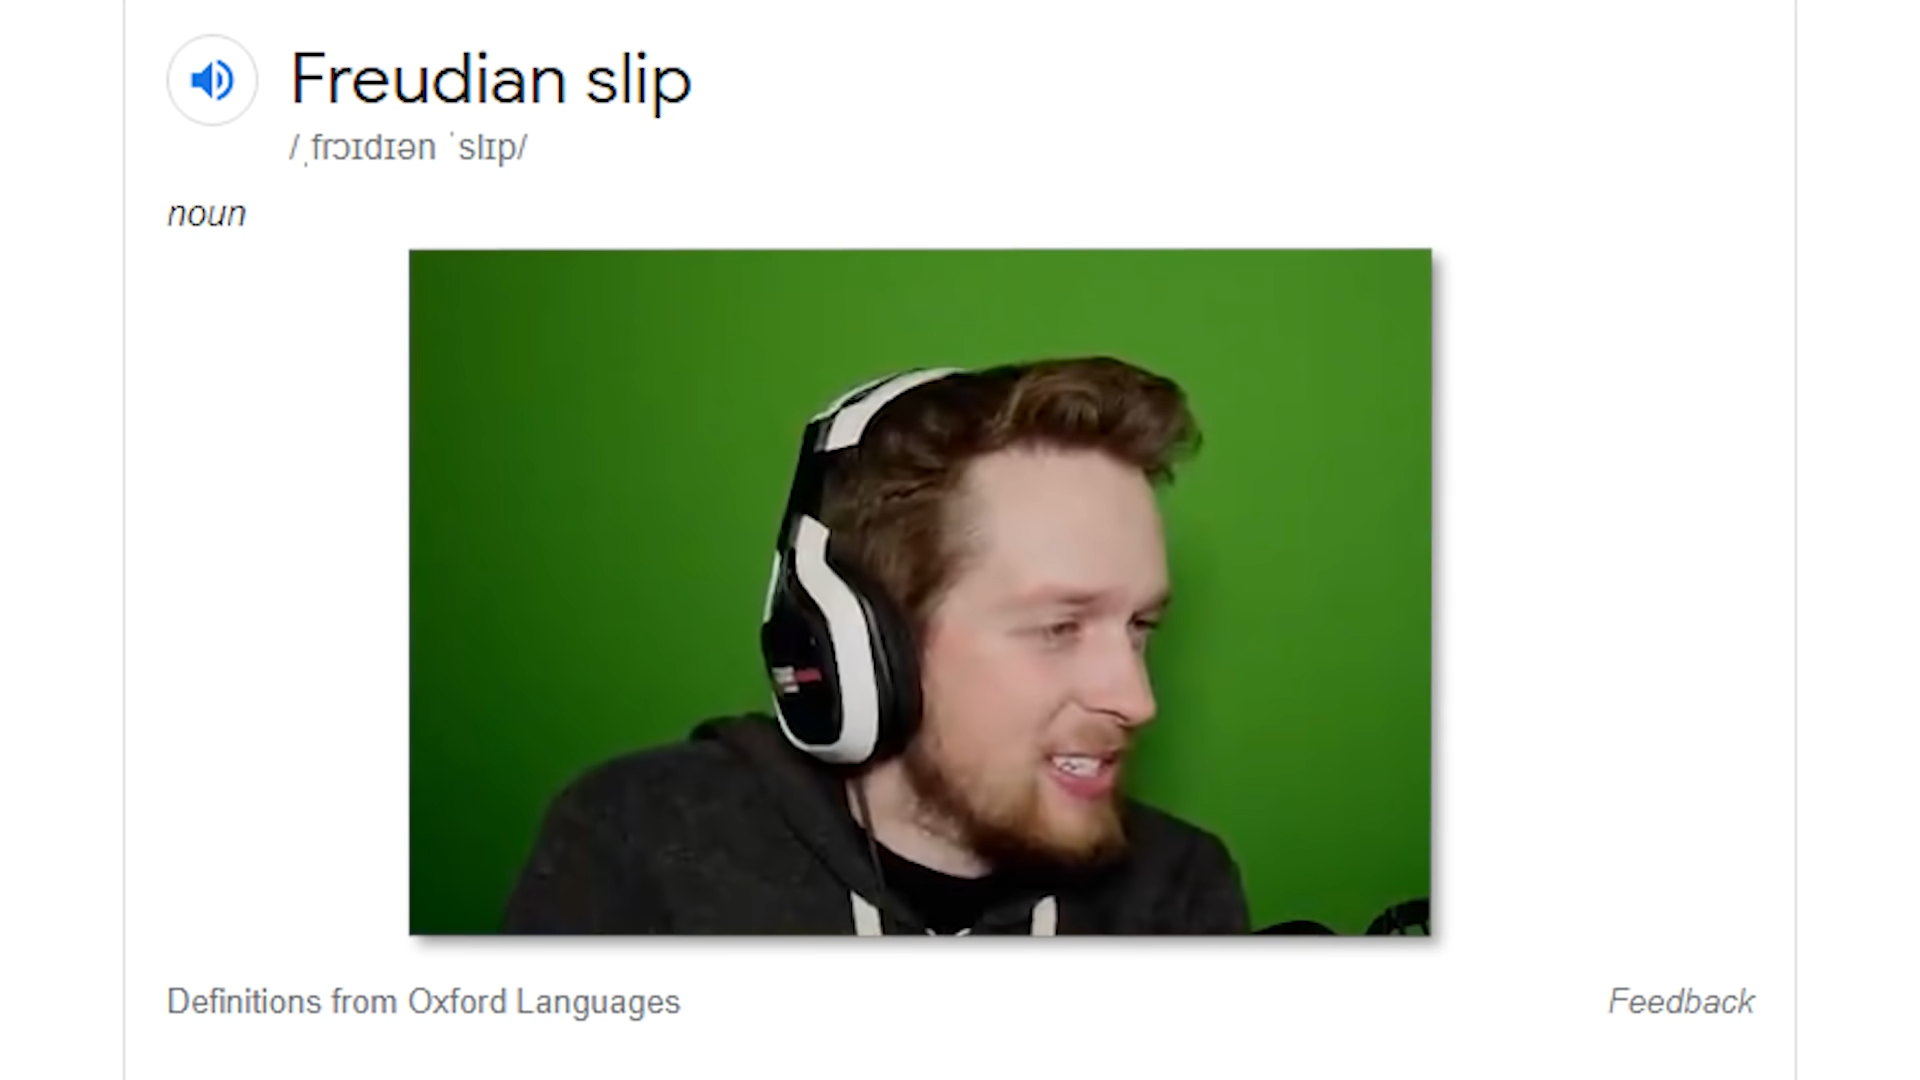 Freudian slip
/ˌfrɔɪdɪən ˈslɪp/
noun
Definitions from Oxford Languages
Feedback